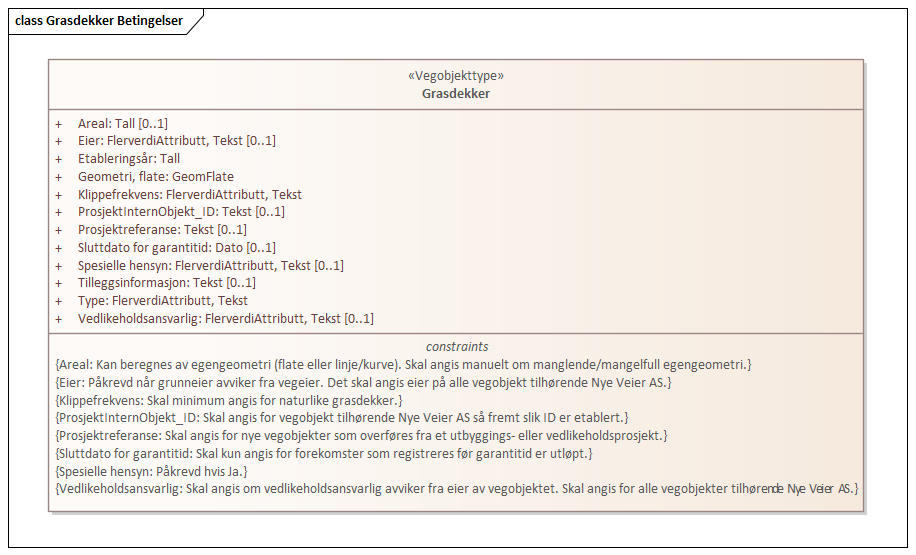 class Grasdekker Betingelser
«Vegobjekttype»
Grasdekker
+ Areal: Tall [0..1]
+ Eier: FlerverdiAttributt, Tekst [0..1]
+ Etableringsår: Tall
+ Geometri, flate: GeomFlate
+ Klippefrekvens: FlerverdiAttributt, Tekst
+ ProsjektInternObjekt_ID: Tekst [0..1]
+ Prosjektreferanse: Tekst [0..1]
+ Sluttdato for garantitid: Dato [0..1]
+ Spesielle hensyn: FlerverdiAttributt, Tekst [0..1]
+ Tilleggsinformasjon: Tekst [0..1]
+ Type: FlerverdiAttributt, Tekst
+ Vedlikeholdsansvarlig: FlerverdiAttributt, Tekst [0..1]
constraints
{Areal: Kan beregnes av egengeometri (flate eller linje/kurve). Skal angis manuelt om manglende/mangelfull egengeometri.}
{Eier: Påkrevd når grunneier avviker fra vegeier. Det skal angis eier på alle vegobjekt tilhørende Nye Veier AS.}
{Klippefrekvens: Skal minimum angis for naturlike grasdekker.}
{ProsjektInternObjekt_ID: Skal angis for vegobjekt tilhørende Nye Veier AS så fremt slik ID er etablert.}
{Prosjektreferanse: Skal angis for nye vegobjekter som overføres fra et utbyggings- eller vedlikeholdsprosjekt.}
{Sluttdato for garantitid: Skal kun angis for forekomster som registreres før garantitid er utløpt.}
{Spesielle hensyn: Påkrevd hvis Ja.}
{Vedlikeholdsansvarlig: Skal angis om vedlikeholdsansvarlig avviker fra eier av vegobjektet. Skal angis for alle vegobjekter tilhørende Nye Veier AS.}